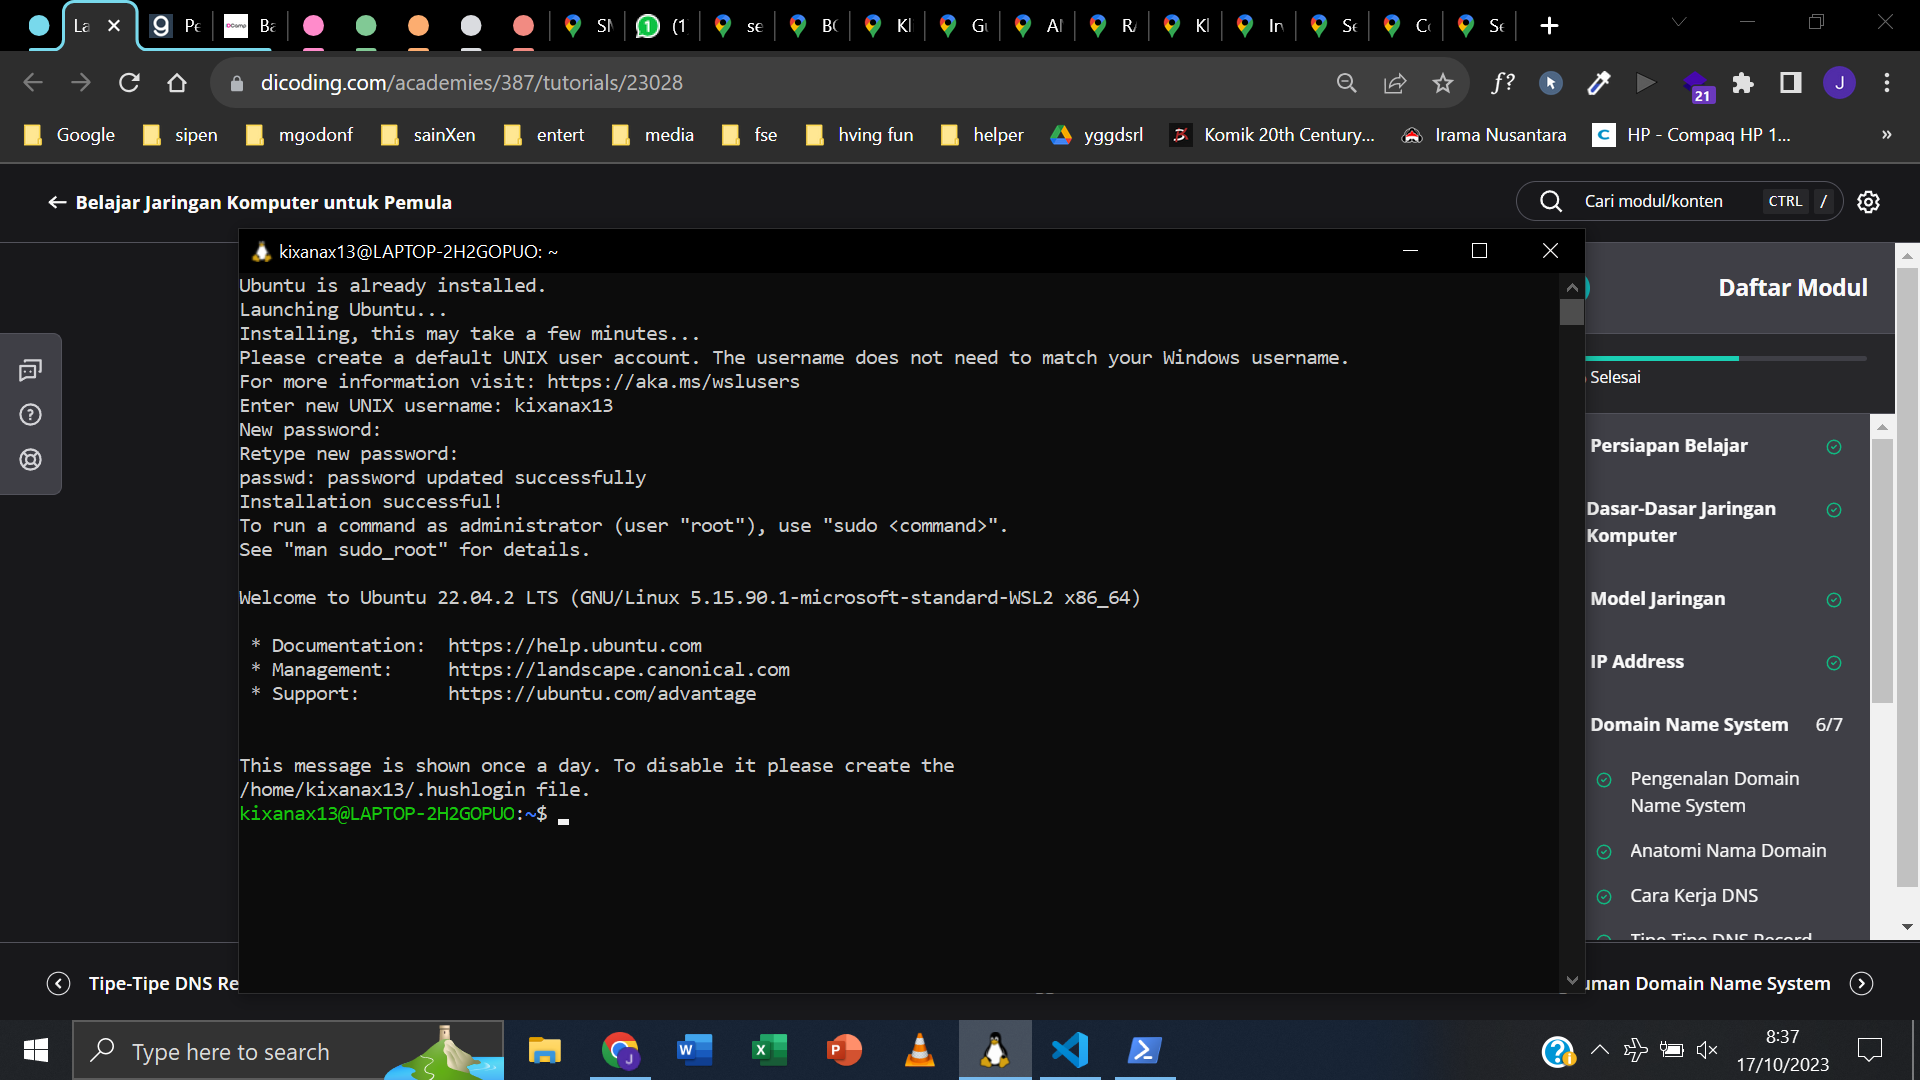 La
Pe
Ba
SM
(1
se
BC
Kl
Gu
Al
RA
Kl
In
Se
Co
Se
dicoding.com/academies/387/tutorials/23028
f?
21
J
Google
sipen
mgodonf
sainXen
entert
media
fse
hving fun
helper
yggdsrl
Komik 20th Century...
Irama Nusantara
HP - Compaq HP 1...
»
Belajar Jaringan Komputer untuk Pemula
Cari modul/konten
CTRL
/
kixanax13@LAPTOP-2H2GOPUO: ~
Ubuntu is already installed.
Launching Ubuntu...
Installing, this may take a few minutes...
Please create a default UNIX user account. The username does not need to match your Windows username.
For more information visit: https://aka.ms/wslusers
Enter new UNIX username: kixanax13
New password:
Retype new password:
passwd: password updated successfully
Installation successful!
To run a command as administrator (user "root"), use "sudo <command>".
See "man sudo_root" for details.
Welcome to Ubuntu 22.04.2 LTS (GNU/Linux 5.15.90.1-microsoft-standard-WSL2 x86_64)
* Documentation:  https://help.ubuntu.com
* Management:     https://landscape.canonical.com
* Support:        https://ubuntu.com/advantage
This message is shown once a day. To disable it please create the
/home/kixanax13/.hushlogin file.
kixanax13@LAPTOP-2H2GOPUO:~$
Daftar Modul
Selesai
Persiapan Belajar
Dasar-Dasar Jaringan
Komputer
Model Jaringan
IP Address
Domain Name System 6/7
Pengenalan Domain
Name System
Anatomi Nama Domain
Cara Kerja DNS
Tipe-Tipe DNS Record
Tipe-Tipe DNS Re
uman Domain Name System
Type here to search
8:37
17/10/2023